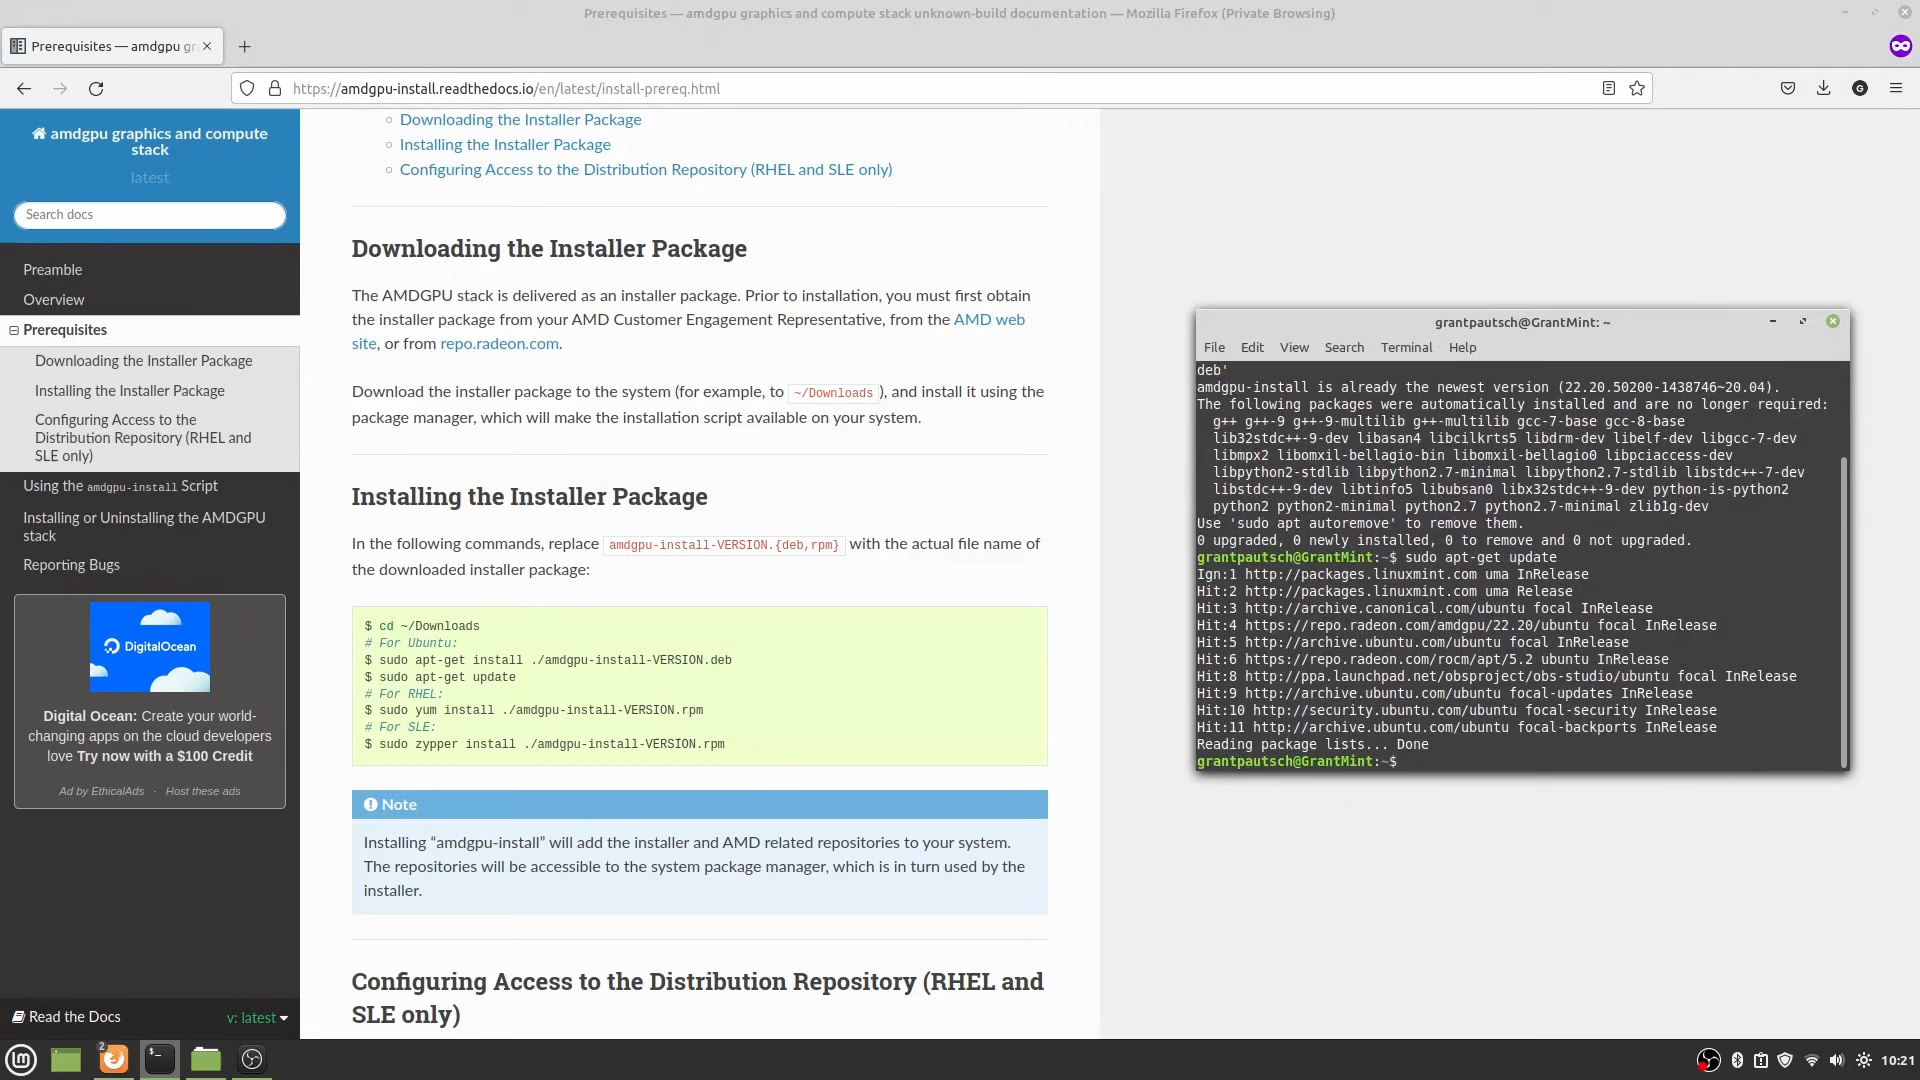 Prerequisites — amdgpu graphics and compute stack unknown-build documentation — Mozilla Firefox (Private Browsing)
Prerequisites — amdgpu gr
https://amdgpu-install.readthedocs.io/en/latest/install-prereq.html
G
amdgpu graphics and compute
stack
latest
Search docs
Preamble
Overview
Prerequisites
Downloading the Installer Package
Installing the Installer Package
Configuring Access to the
Distribution Repository (RHEL and
SLE only)
Using the amdgpu-install Script
Installing or Uninstalling the AMDGPU
stack
Reporting Bugs
DigitalOcean
Digital Ocean: Create your world-
changing apps on the cloud developers
love Try now with a $100 Credit
Ad by EthicalAds · Host these ads
Read the Docs
v: latest
Downloading the Installer Package
Installing the Installer Package
Configuring Access to the Distribution Repository (RHEL and SLE only)
Downloading the Installer Package
The AMDGPU stack is delivered as an installer package. Prior to installation, you must first obtain
the installer package from your AMD Customer Engagement Representative, from the AMD web
site, or from repo.radeon.com.
Download the installer package to the system (for example, to ~/Downloads ), and install it using the
package manager, which will make the installation script available on your system.
Installing the Installer Package
In the following commands, replace amdgpu-install-VERSION.{deb,rpm} with the actual file name of
the downloaded installer package:
$ cd ~/Downloads
# For Ubuntu:
$ sudo apt-get install ./amdgpu-install-VERSION.deb
$ sudo apt-get update
# For RHEL:
$ sudo yum install ./amdgpu-install-VERSION.rpm
# For SLE:
$ sudo zypper install ./amdgpu-install-VERSION.rpm
Note
Installing “amdgpu-install” will add the installer and AMD related repositories to your system.
The repositories will be accessible to the system package manager, which is in turn used by the
installer.
Configuring Access to the Distribution Repository (RHEL and
SLE only)
grantpautsch@GrantMint: ~
File Edit View Search Terminal Help
deb'
amdgpu-install is already the newest version (22.20.50200-1438746~20.04).
The following packages were automatically installed and are no longer required:
g++ g++-9 g++-9-multilib g++-multilib gcc-7-base gcc-8-base
lib32stdc++-9-dev libasan4 libcilkrts5 libdrm-dev libelf-dev libgcc-7-dev
libmpx2 libomxil-bellagio-bin libomxil-bellagio0 libpciaccess-dev
libpython2-stdlib libpython2.7-minimal libpython2.7-stdlib libstdc++-7-dev
libstdc++-9-dev libtinfo5 libubsan0 libx32stdc++-9-dev python-is-python2
python2 python2-minimal python2.7 python2.7-minimal zlib1g-dev
Use 'sudo apt autoremove' to remove them.
0 upgraded, 0 newly installed, 0 to remove and 0 not upgraded.
grantpautsch@GrantMint:~$ sudo apt-get update
Ign:1 http://packages.linuxmint.com uma InRelease
Hit:2 http://packages.linuxmint.com uma Release
Hit:3 http://archive.canonical.com/ubuntu focal InRelease
Hit:4 https://repo.radeon.com/amdgpu/22.20/ubuntu focal InRelease
Hit:5 http://archive.ubuntu.com/ubuntu focal InRelease
Hit:6 https://repo.radeon.com/rocm/apt/5.2 ubuntu InRelease
Hit:8 http://ppa.launchpad.net/obsproject/obs-studio/ubuntu focal InRelease
Hit:9 http://archive.ubuntu.com/ubuntu focal-updates InRelease
Hit:10 http://security.ubuntu.com/ubuntu focal-security InRelease
Hit:11 http://archive.ubuntu.com/ubuntu focal-backports InRelease
Reading package lists... Done
grantpautsch@GrantMint:~$
2
10:21